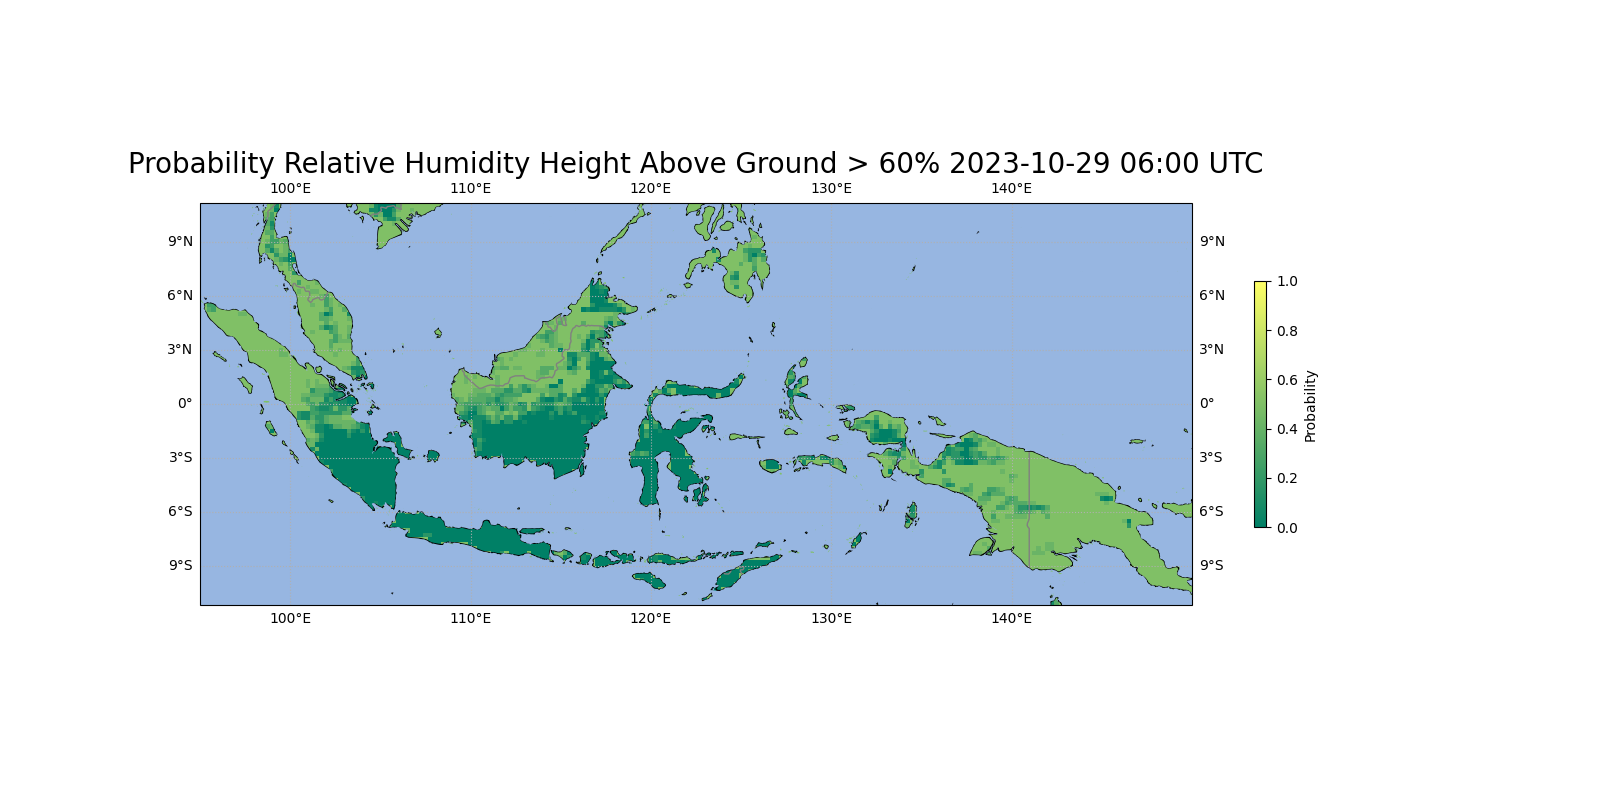 Probability Relative Humidity Height Above Ground > 60% 2023-10-29 06:00 UTC
100°E 110°E 120°E 130°E 140°E
9°N 9°N
6°N 6°N
3°N 3°N
0° 0°
3°S 3°S
6°S 6°S
9°S 9°S
100°E 110°E 120°E 130°E 140°E
1.0
0.8
0.6
0.4
0.2
0.0
Probability